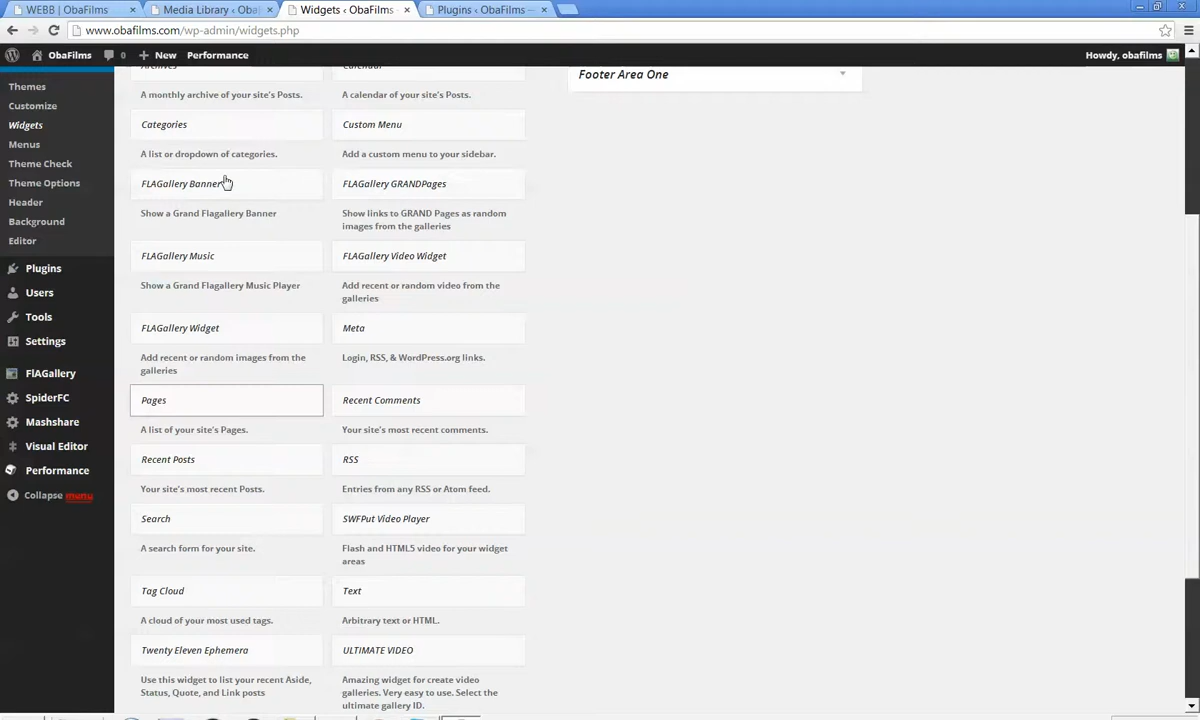 WEBB | ObaFilms
Media Library ‹ Oba
Widgets ‹ ObaFilms
Plugins ‹ ObaFilms —
www.obafilms.com/wp-admin/widgets.php
ObaFilms
0
New
Performance
Howdy, obafilms
Themes
Customize
Widgets
Menus
Theme Check
Theme Options
Header
Background
Editor
Plugins
Users
Tools
Settings
FlAGallery
SpiderFC
Mashshare
Visual Editor
Performance
Collapse menu
Archives
Calendar
A monthly archive of your site's Posts.
A calendar of your site's Posts.
Categories
Custom Menu
A list or dropdown of categories.
Add a custom menu to your sidebar.
FLAGallery Banner
FLAGallery GRANDPages
Show a Grand Flagallery Banner
Show links to GRAND Pages as random
images from the galleries
FLAGallery Music
FLAGallery Video Widget
Show a Grand Flagallery Music Player
Add recent or random video from the
galleries
FLAGallery Widget
Meta
Add recent or random images from the
galleries
Login, RSS, & WordPress.org links.
Pages
Recent Comments
A list of your site's Pages.
Your site's most recent comments.
Recent Posts
RSS
Your site's most recent Posts.
Entries from any RSS or Atom feed.
Search
SWFPut Video Player
A search form for your site.
Flash and HTML5 video for your widget
areas
Tag Cloud
Text
A cloud of your most used tags.
Arbitrary text or HTML.
Twenty Eleven Ephemera
ULTIMATE VIDEO
Use this widget to list your recent Aside,
Status, Quote, and Link posts
Amazing widget for create video
galleries. Very easy to use. Select the
ultimate gallery ID.
Footer Area One